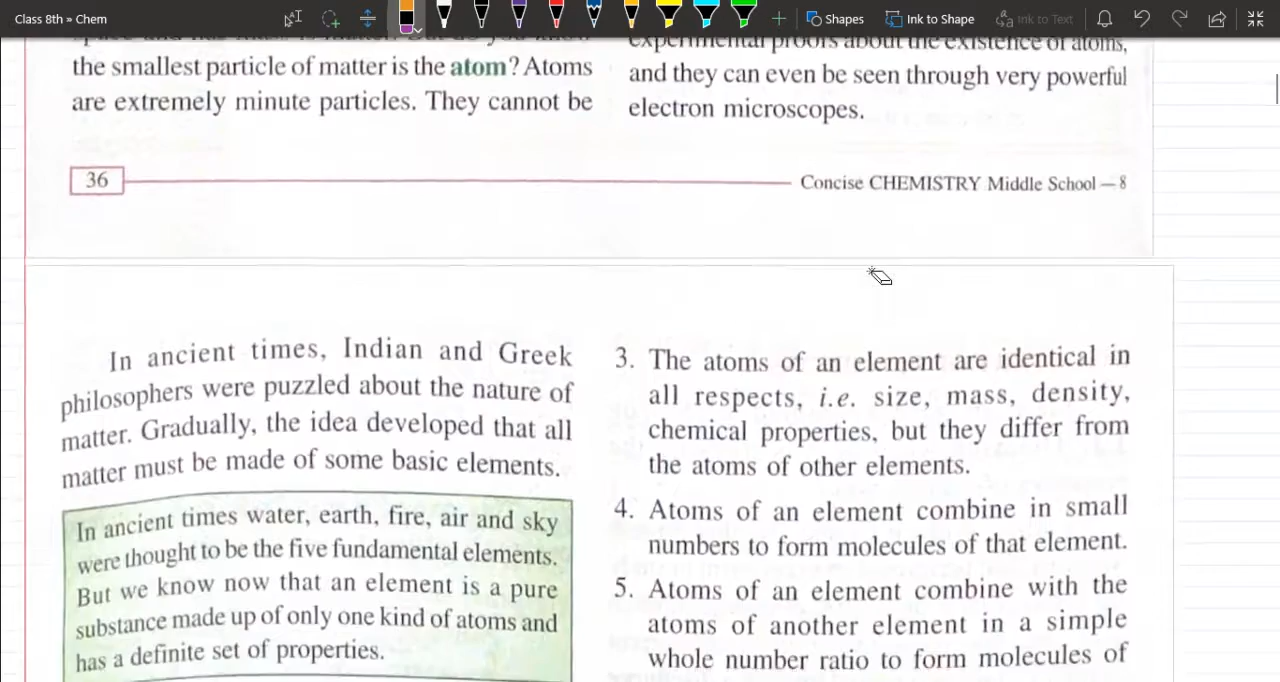 Class 8th » Chem
Shapes
Ink to Shape
Ink to Text
the smallest particle of matter is the atom? Atoms
are extremely minute particles. They cannot be
experimental proofs about the existence of atoms,
and they can even be seen through very powerful
electron microscopes.
36
Concise CHEMISTRY Middle School – 8
In ancient times, Indian and Greek
philosophers were puzzled about the nature of
matter. Gradually, the idea developed that all
matter must be made of some basic elements.
In ancient times water, earth, fire, air and sky
were thought to be the five fundamental elements.
But we know now that an element is a pure
substance made up of only one kind of atoms and
has a definite set of properties.
3. The atoms of an element are identical in
all respects, i.e. size, mass, density,
chemical properties, but they differ from
the atoms of other elements.
4. Atoms of an element combine in small
numbers to form molecules of that element.
5. Atoms of an element combine with the
atoms of another element in a simple
whole number ratio to form molecules of